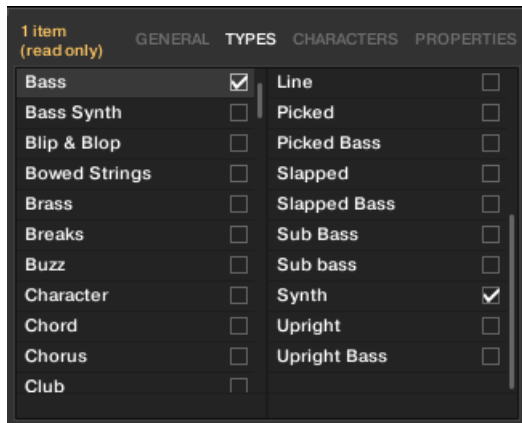 1 item
(read only)
GENERAL TYPES CHARACTERS PROPERTIES
Bass
Bass Synth
Blip & Blop
Bowed Strings
Brass
Breaks
Buzz
Character
Chord
Chorus
Club
Line
Picked
Picked Bass
Slapped
Slapped Bass
Sub Bass
Sub bass
Synth
Upright
Upright Bass